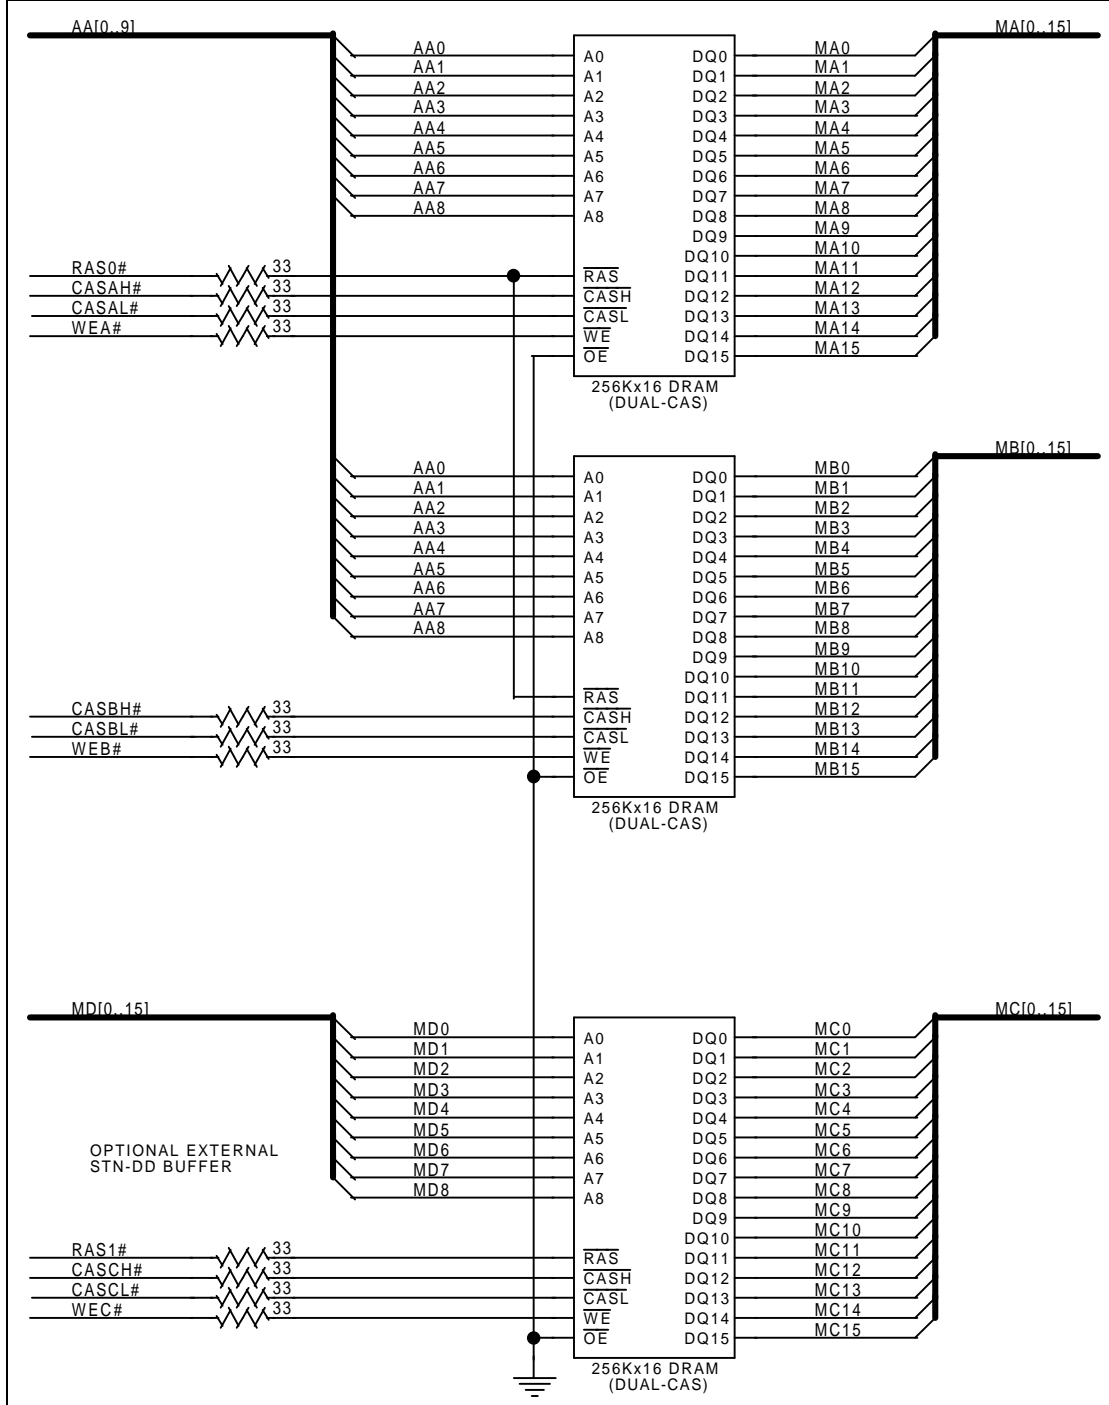 AA[0..9] MA[0..15]
AA0 A0 DQ0 MA0
AA1 A1 DQ1 MA1
AA2 A2 DQ2 MA2
AA3 A3 DQ3 MA3
AA4 A4 DQ4 MA4
AA5 A5 DQ5 MA5
AA6 A6 DQ6 MA6
AA7 A7 DQ7 MA7
AA8 A8 DQ8 MA8
DQ9 MA9
DQ10 MA10
RAS0# 33 RAS DQ11 MA11
CASAH# 33 CASH DQ12 MA12
CASAL# 33 CASL DQ13 MA13
WEA# 33 WE DQ14 MA14
OE DQ15 MA15
256Kx16 DRAM
(DUAL-CAS)
MB[0..15]
AA0 A0 DQ0 MB0
AA1 A1 DQ1 MB1
AA2 A2 DQ2 MB2
AA3 A3 DQ3 MB3
AA4 A4 DQ4 MB4
AA5 A5 DQ5 MB5
AA6 A6 DQ6 MB6
AA7 A7 DQ7 MB7
AA8 A8 DQ8 MB8
DQ9 MB9
DQ10 MB10
RAS DQ11 MB11
CASBH# 33 CASH DQ12 MB12
CASBL# 33 CASL DQ13 MB13
WEB# 33 WE DQ14 MB14
OE DQ15 MB15
256Kx16 DRAM
(DUAL-CAS)
MD[0..15] MC[0..15]
MD0 A0 DQ0 MC0
MD1 A1 DQ1 MC1
MD2 A2 DQ2 MC2
MD3 A3 DQ3 MC3
MD4 A4 DQ4 MC4
MD5 A5 DQ5 MC5
OPTIONAL EXTERNAL
STN-DD BUFFER
MD6 A6 DQ6 MC6
MD7 A7 DQ7 MC7
MD8 A8 DQ8 MC8
DQ9 MC9
DQ10 MC10
RAS1# 33 RAS DQ11 MC11
CASCH# 33 CASH DQ12 MC12
CASCL# 33 CASL DQ13 MC13
WEC# 33 WE DQ14 MC14
OE DQ15 MC15
256Kx16 DRAM
(DUAL-CAS)